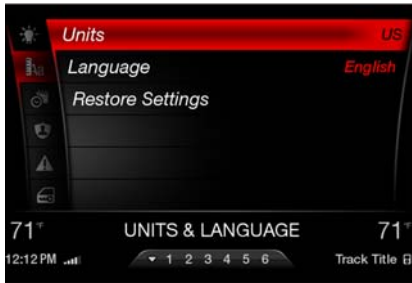 Units US
Language English
Restore Settings
71°F UNITS & LANGUAGE 71°F
12:12 PM 1 2 3 4 5 6 Track Title